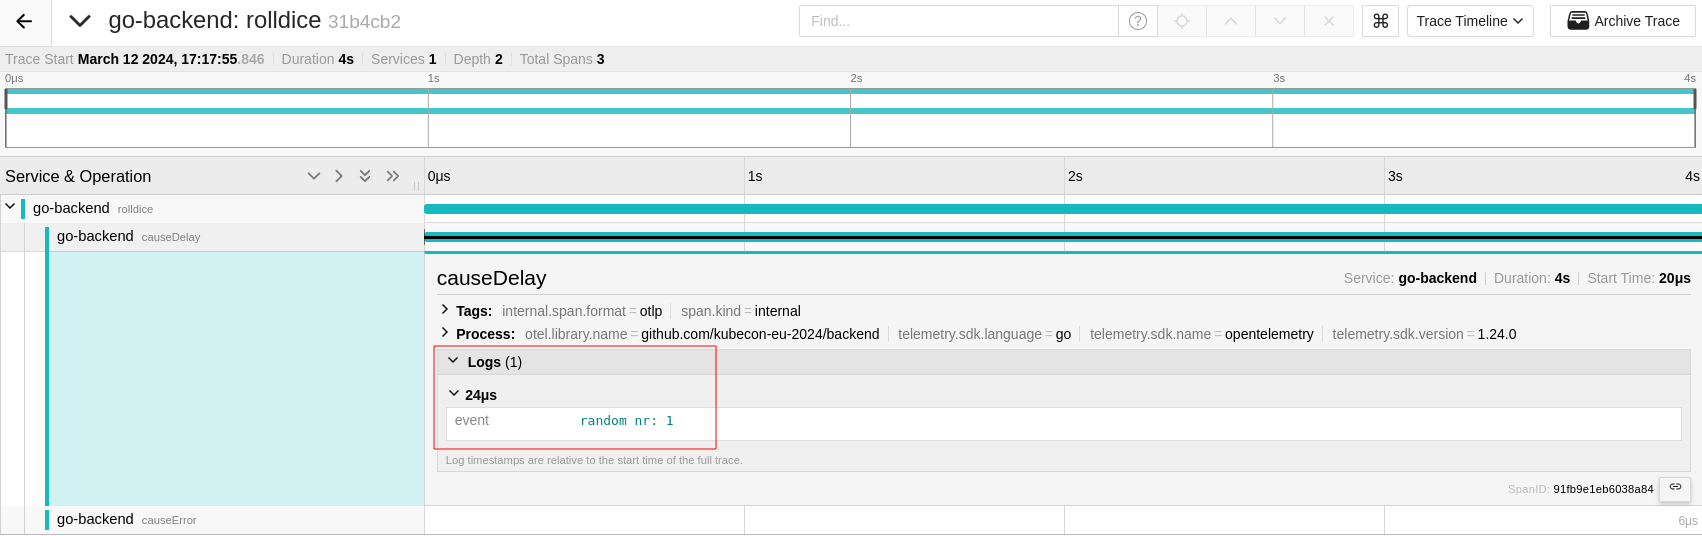 go-backend: rolldice 31b4cb2 Find... ? ⌘ Trace Timeline Archive Trace
Trace Start March 12 2024, 17:17:55.846 Duration 4s Services 1 Depth 2 Total Spans 3
0μs 1s 2s 3s 4s
Service & Operation 0μs 1s 2s 3s 4s
go-backend rolldice
go-backend causeDelay
causeDelay Service: go-backend Duration: 4s Start Time: 20μs
Tags: internal.span.format = otlp span.kind = internal
Process: otel.library.name = github.com/kubecon-eu-2024/backend telemetry.sdk.language = go telemetry.sdk.name = opentelemetry telemetry.sdk.version = 1.24.0
Logs (1)
24μs
event random nr: 1
Log timestamps are relative to the start time of the full trace.
SpanID: 91fb9e1eb6038a84
go-backend causeError 6μs